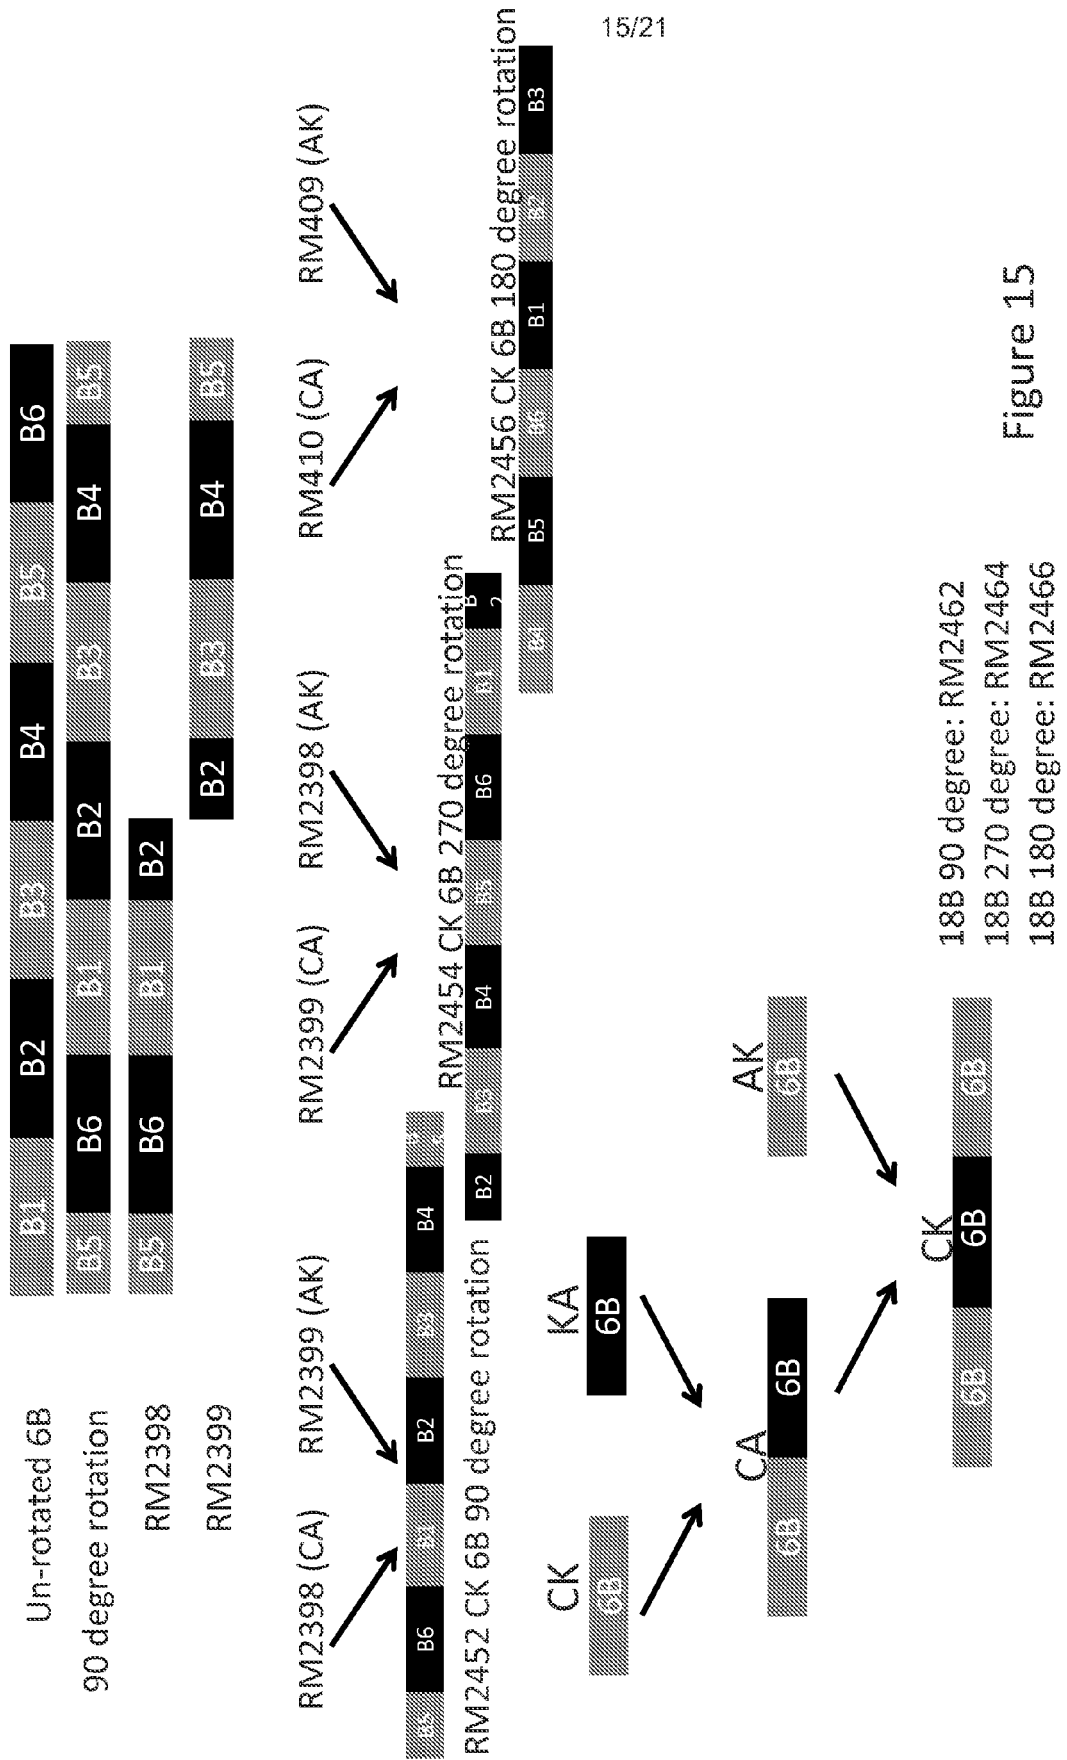 15/21
Un-rotated 6B
B1 B2 B3 B4 B5 B6
90 degree rotation
B5 B6 B1 B2 B3 B4 B5
RM2398
B5 B6 B1 B2
RM2399
B2 B3 B4 B5
RM2398 (CA)
RM2399 (AK)
RM2399 (CA)
RM2398 (AK)
RM410 (CA)
RM409 (AK)
B5 B6 B1 B2 B3 B4
RM2452 CK 6B 90 degree rotation
RM2454 CK 6B 270 degree rotation
B2 B3 B4 B5 B6 B1 B2
RM2456 CK 6B 180 degree rotation
B4 B5 B6 B1 B2 B3
CK
6B
KA
6B
CA
6B 6B
AK
6B
CK
6B 6B 6B
18B 90 degree: RM2462
18B 270 degree: RM2464
18B 180 degree: RM2466
Figure 15